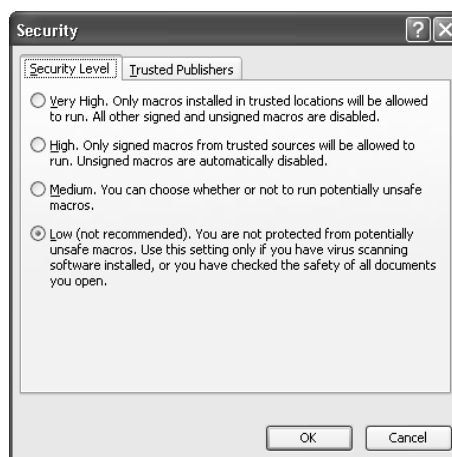 Security
Security Level
Trusted Publishers
Very High. Only macros installed in trusted locations will be allowed
to run. All other signed and unsigned macros are disabled.
High. Only signed macros from trusted sources will be allowed to
run. Unsigned macros are automatically disabled.
Medium. You can choose whether or not to run potentially unsafe
macros.
Low (not recommended). You are not protected from potentially
unsafe macros. Use this setting only if you have virus scanning
software installed, or you have checked the safety of all documents
you open.
OK
Cancel